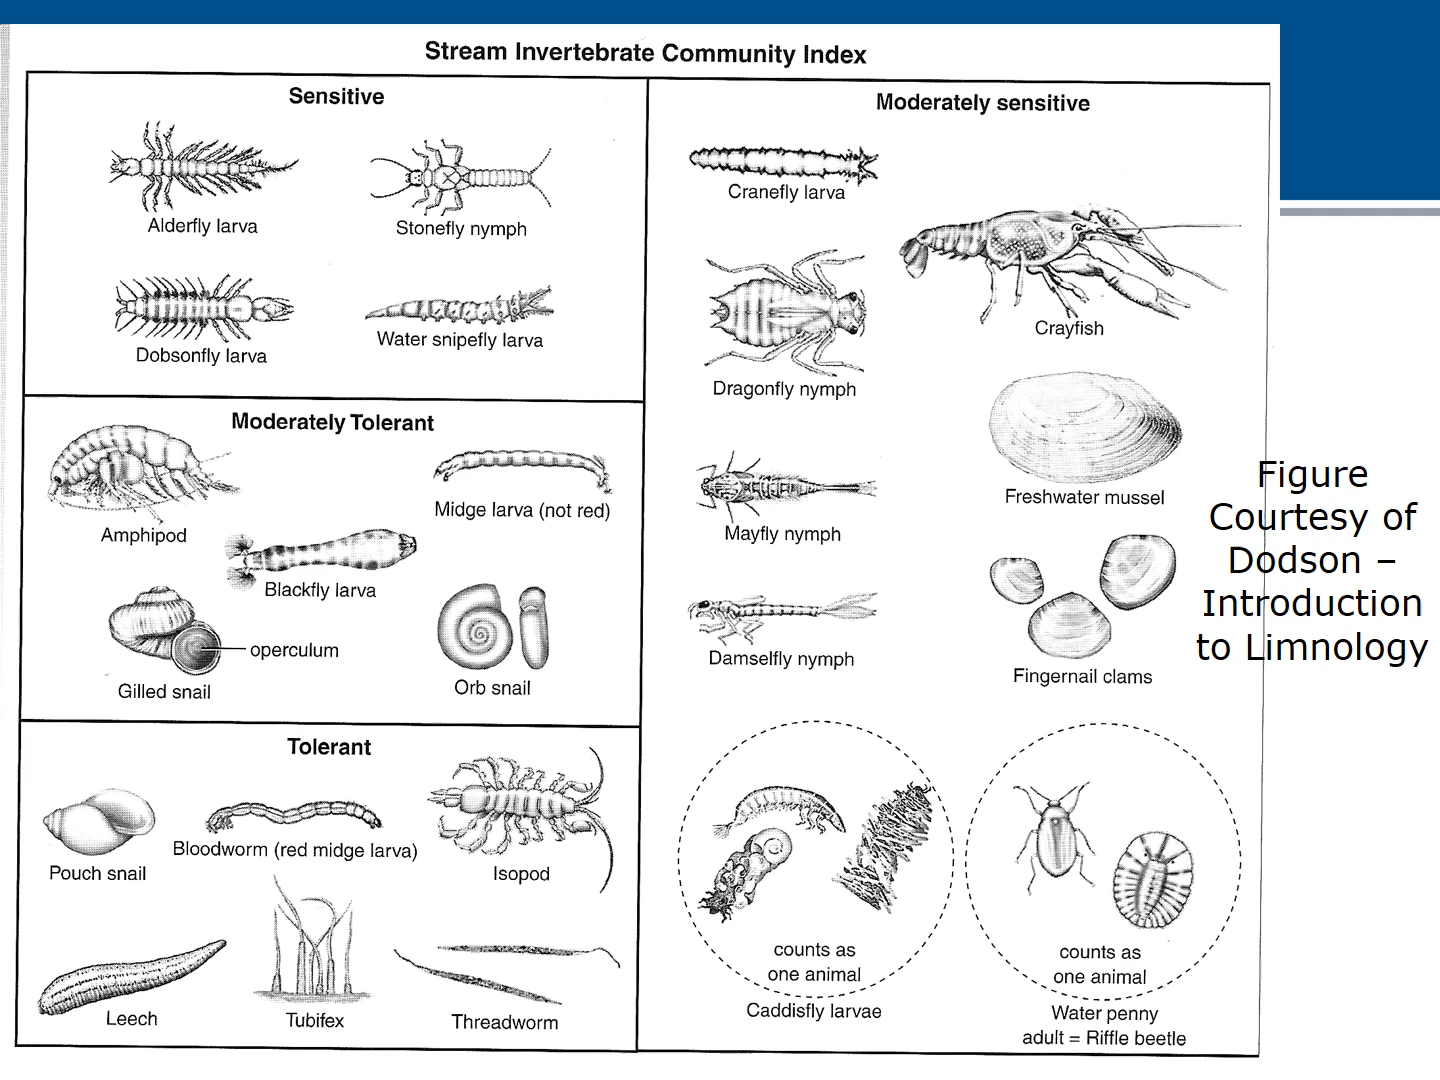 Stream Invertebrate Community Index
Sensitive
Alderfly larva
Stonefly nymph
Dobsonfly larva
Water snipefly larva
Moderately Tolerant
Amphipod
Midge larva (not red)
Blackfly larva
operculum
Gilled snail
Orb snail
Tolerant
Pouch snail
Bloodworm (red midge larva)
Isopod
Leech
Tubifex
Threadworm
Moderately sensitive
Cranefly larva
Crayfish
Dragonfly nymph
Freshwater mussel
Mayfly nymph
Damselfly nymph
Fingernail clams
counts as
one animal
Caddisfly larvae
counts as
one animal
Water penny
adult = Riffle beetle
Figure
Courtesy of
Dodson –
Introduction
to Limnology